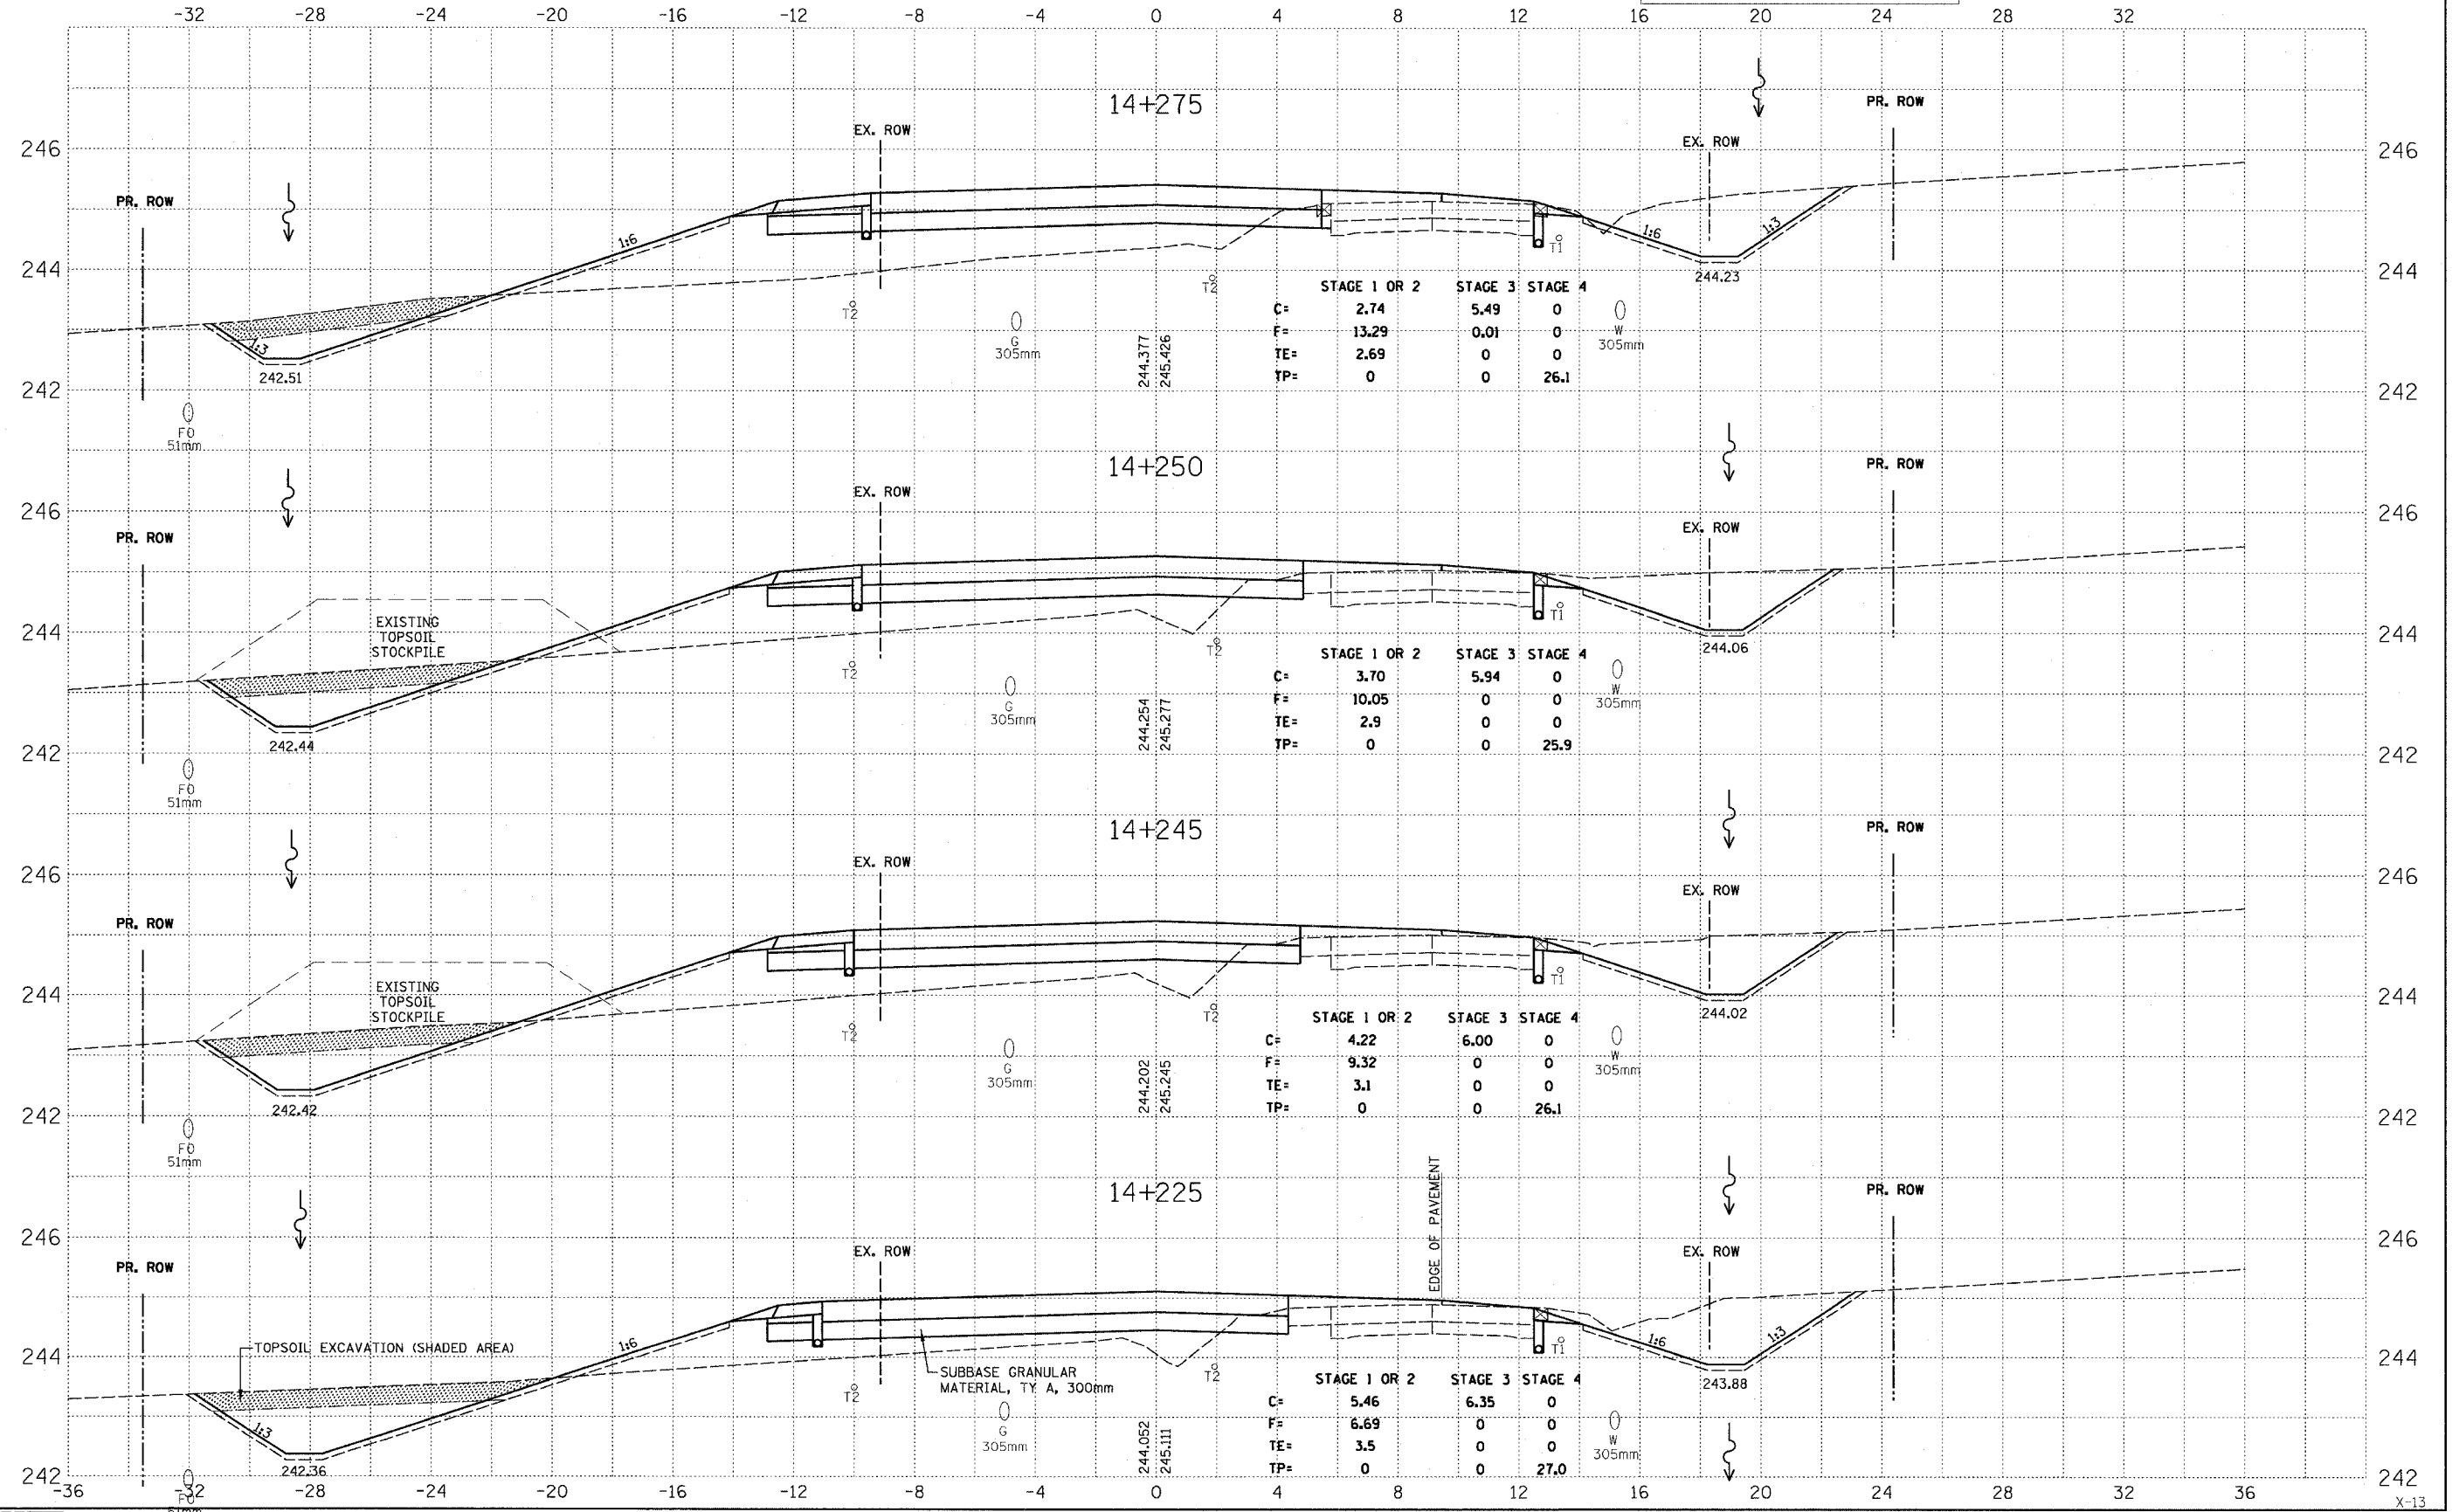 -32 -28 -24 -20 -16 -12 -8 -4 0 4 8 12 16 20 24 28 32
14+275
PR. ROW
EX. ROW
EX. ROW
246 246
PR. ROW
1:6
1:6
1:3
244 244
244.23
STAGE 1 OR 2 STAGE 3 STAGE 4
C= 2.74 5.49 0
F= 13.29 0.01 0
TE= 2.69 0 0
TP= 0 0 26.1
T2
T2
T1
G
305mm
W
305mm
1:3
242.51
244.377
245.426
242 242
FO
51mm
14+250
PR. ROW
EX. ROW
246 246
EX. ROW
PR. ROW
EXISTING
TOPSOIL
STOCKPILE
T1
244 244
244.06
T2
T2
STAGE 1 OR 2 STAGE 3 STAGE 4
C= 3.70 5.94 0
F= 10.05 0 0
TE= 2.9 0 0
TP= 0 0 25.9
G
305mm
W
305mm
242.44
244.254
245.277
242 242
FO
51mm
14+245
PR. ROW
EX. ROW
246 246
EX. ROW
PR. ROW
EXISTING
TOPSOIL
STOCKPILE
T1
244 244
244.02
T2
T2
STAGE 1 OR 2 STAGE 3 STAGE 4
C= 4.22 6.00 0
F= 9.32 0 0
TE= 3.1 0 0
TP= 0 0 26.1
G
305mm
W
305mm
242.42
244.202
245.245
242 242
FO
51mm
14+225
EDGE OF PAVEMENT
PR. ROW
246 246
EX. ROW
EX. ROW
PR. ROW
1:6
1:6
1:3
TOPSOIL EXCAVATION (SHADED AREA)
T1
244 244
SUBBASE GRANULAR
MATERIAL, TY A, 300mm
T2
T2
243.88
STAGE 1 OR 2 STAGE 3 STAGE 4
C= 5.46 6.35 0
F= 6.69 0 0
TE= 3.5 0 0
TP= 0 0 27.0
G
305mm
W
305mm
1:3
242.36
244.052
245.111
242 242
-36 -32 -28 -24 -20 -16 -12 -8 -4 0 4 8 12 16 20 24 28 32 36
FO
51mm
X-13